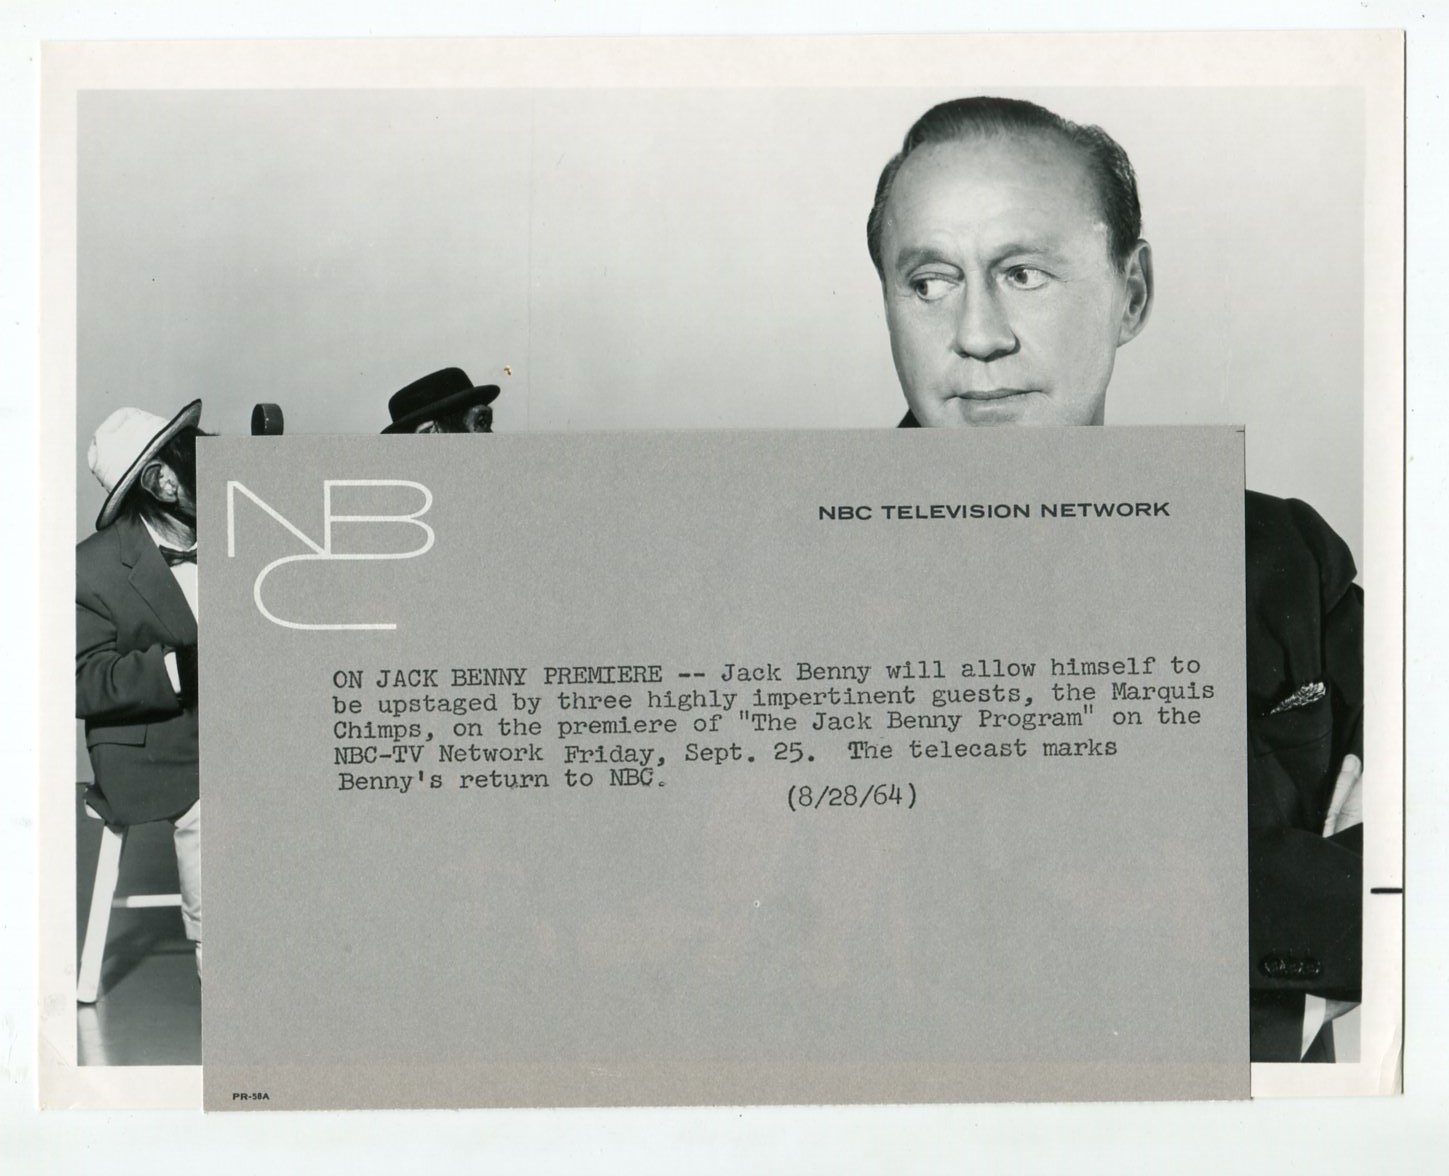 NBC
NBC TELEVISION NETWORK
ON JACK BENNY PREMIERE -- Jack Benny will allow himself to
be upstaged by three highly impertinent guests, the Marquis
Chimps, on the premiere of "The Jack Benny Program" on the
NBC-TV Network Friday, Sept. 25.  The telecast marks
Benny's return to NBC.
(8/28/64)
PR-58A